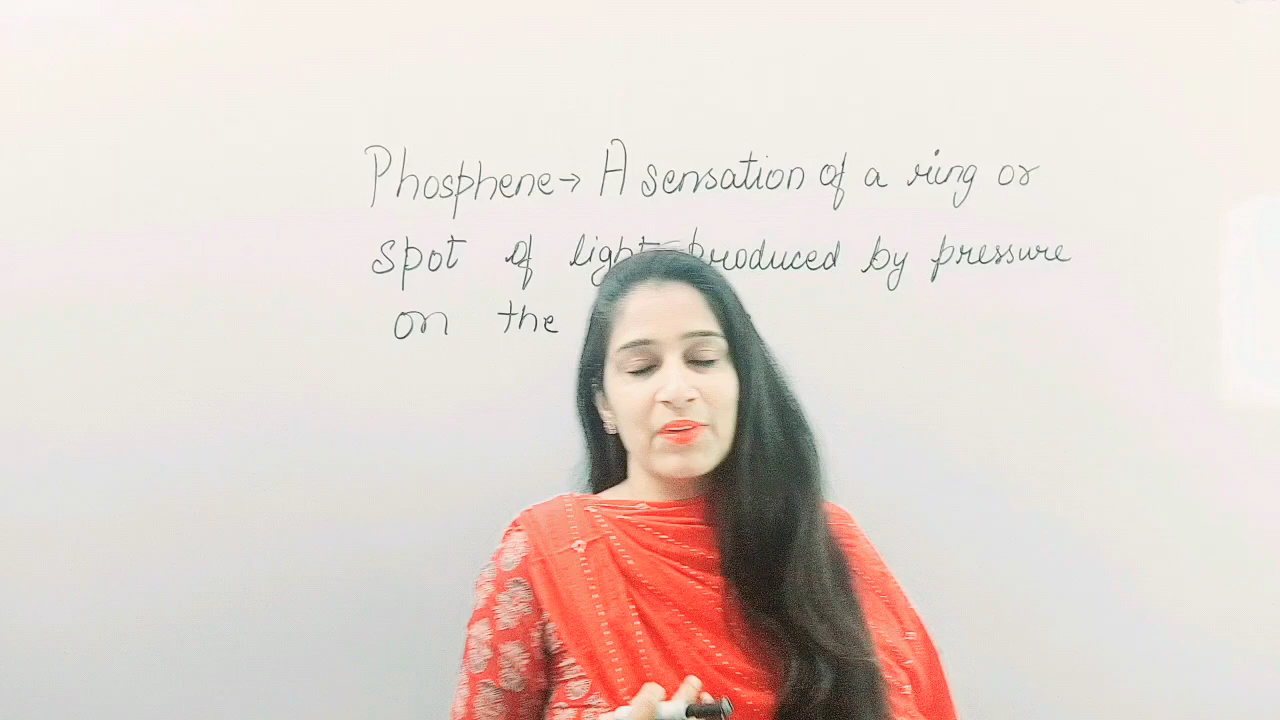 Phosphene→ A sensation of a ring or
spot of light produced by pressure
on the